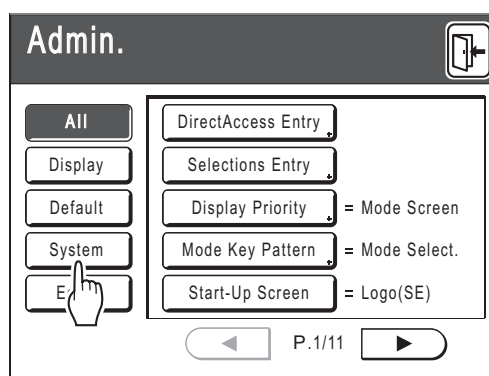 Admin.
All
DirectAccess Entry
Display
Selections Entry
Default
Display Priority = Mode Screen
System
Mode Key Pattern = Mode Select.
Start-Up Screen = Logo(SE)
P.1/11